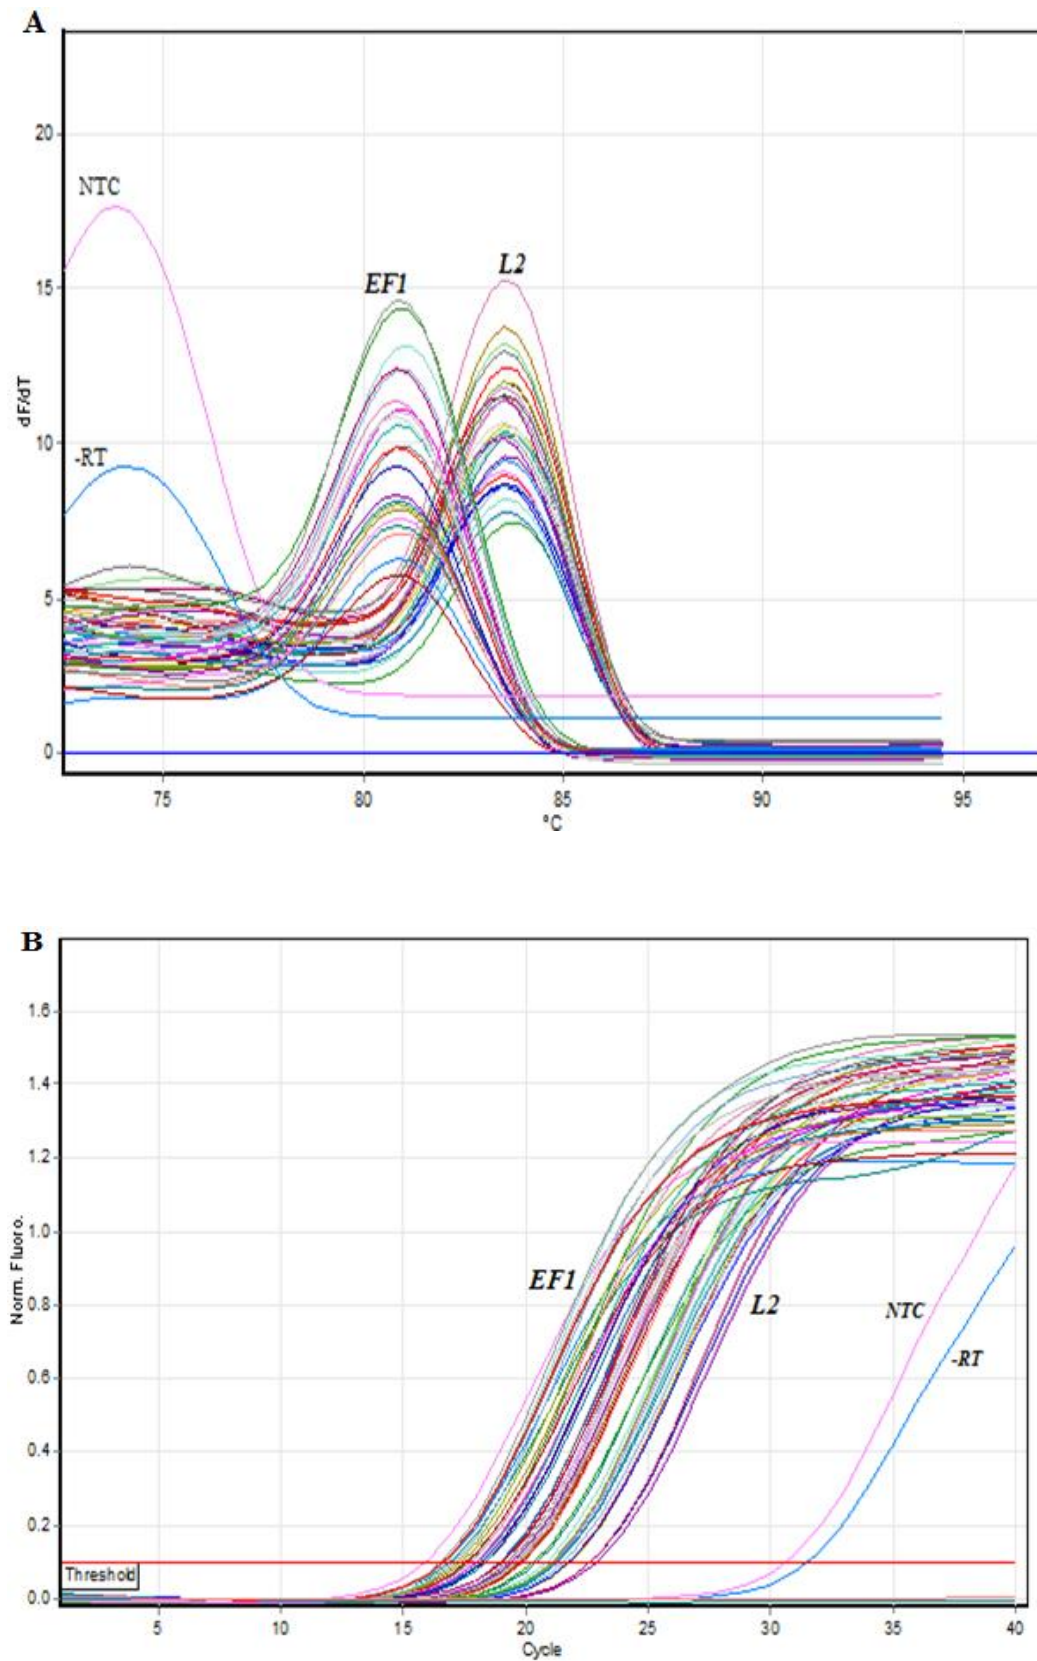 A
20
NTC
EF1
L2
15
dF/dT
10
-RT
5
0
75 80 85 90 95
°C
B
1.6
1.4
1.2
1.0
Norm. Fluoro.
EF1
0.8
L2
NTC
-RT
0.6
0.4
0.2
Threshold
0.0
5 10 15 20 25 30 35 40
Cycle